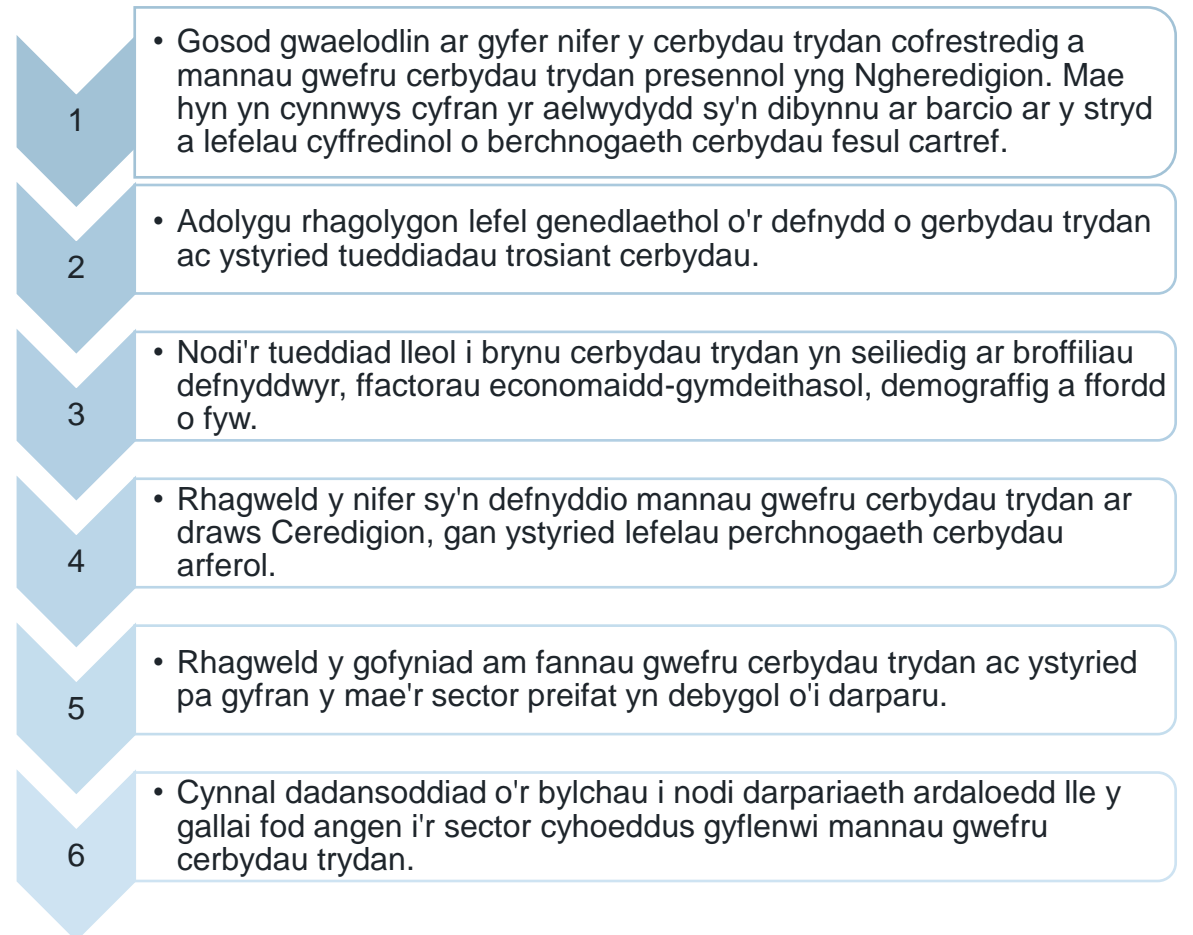 1
• Gosod gwaelodlin ar gyfer nifer y cerbydau trydan cofrestredig a
mannau gwefru cerbydau trydan presennol yng Ngheredigion. Mae
hyn yn cynnwys cyfran yr aelwydydd sy'n dibynnu ar barcio ar y stryd
a lefelau cyffredinol o berchnogaeth cerbydau fesul cartref.
2
• Adolygu rhagolygon lefel genedlaethol o'r defnydd o gerbydau trydan
ac ystyried tueddiadau trosiant cerbydau.
3
• Nodi'r tueddiad lleol i brynu cerbydau trydan yn seiliedig ar broffiliau
defnyddwyr, ffactorau economaidd-gymdeithasol, demograffig a ffordd
o fyw.
4
• Rhagweld y nifer sy'n defnyddio mannau gwefru cerbydau trydan ar
draws Ceredigion, gan ystyried lefelau perchnogaeth cerbydau
arferol.
5
• Rhagweld y gofyniad am fannau gwefru cerbydau trydan ac ystyried
pa gyfran y mae'r sector preifat yn debygol o'i darparu.
6
• Cynnal dadansoddiad o'r bylchau i nodi darpariaeth ardaloedd lle y
gallai fod angen i'r sector cyhoeddus gyflenwi mannau gwefru
cerbydau trydan.